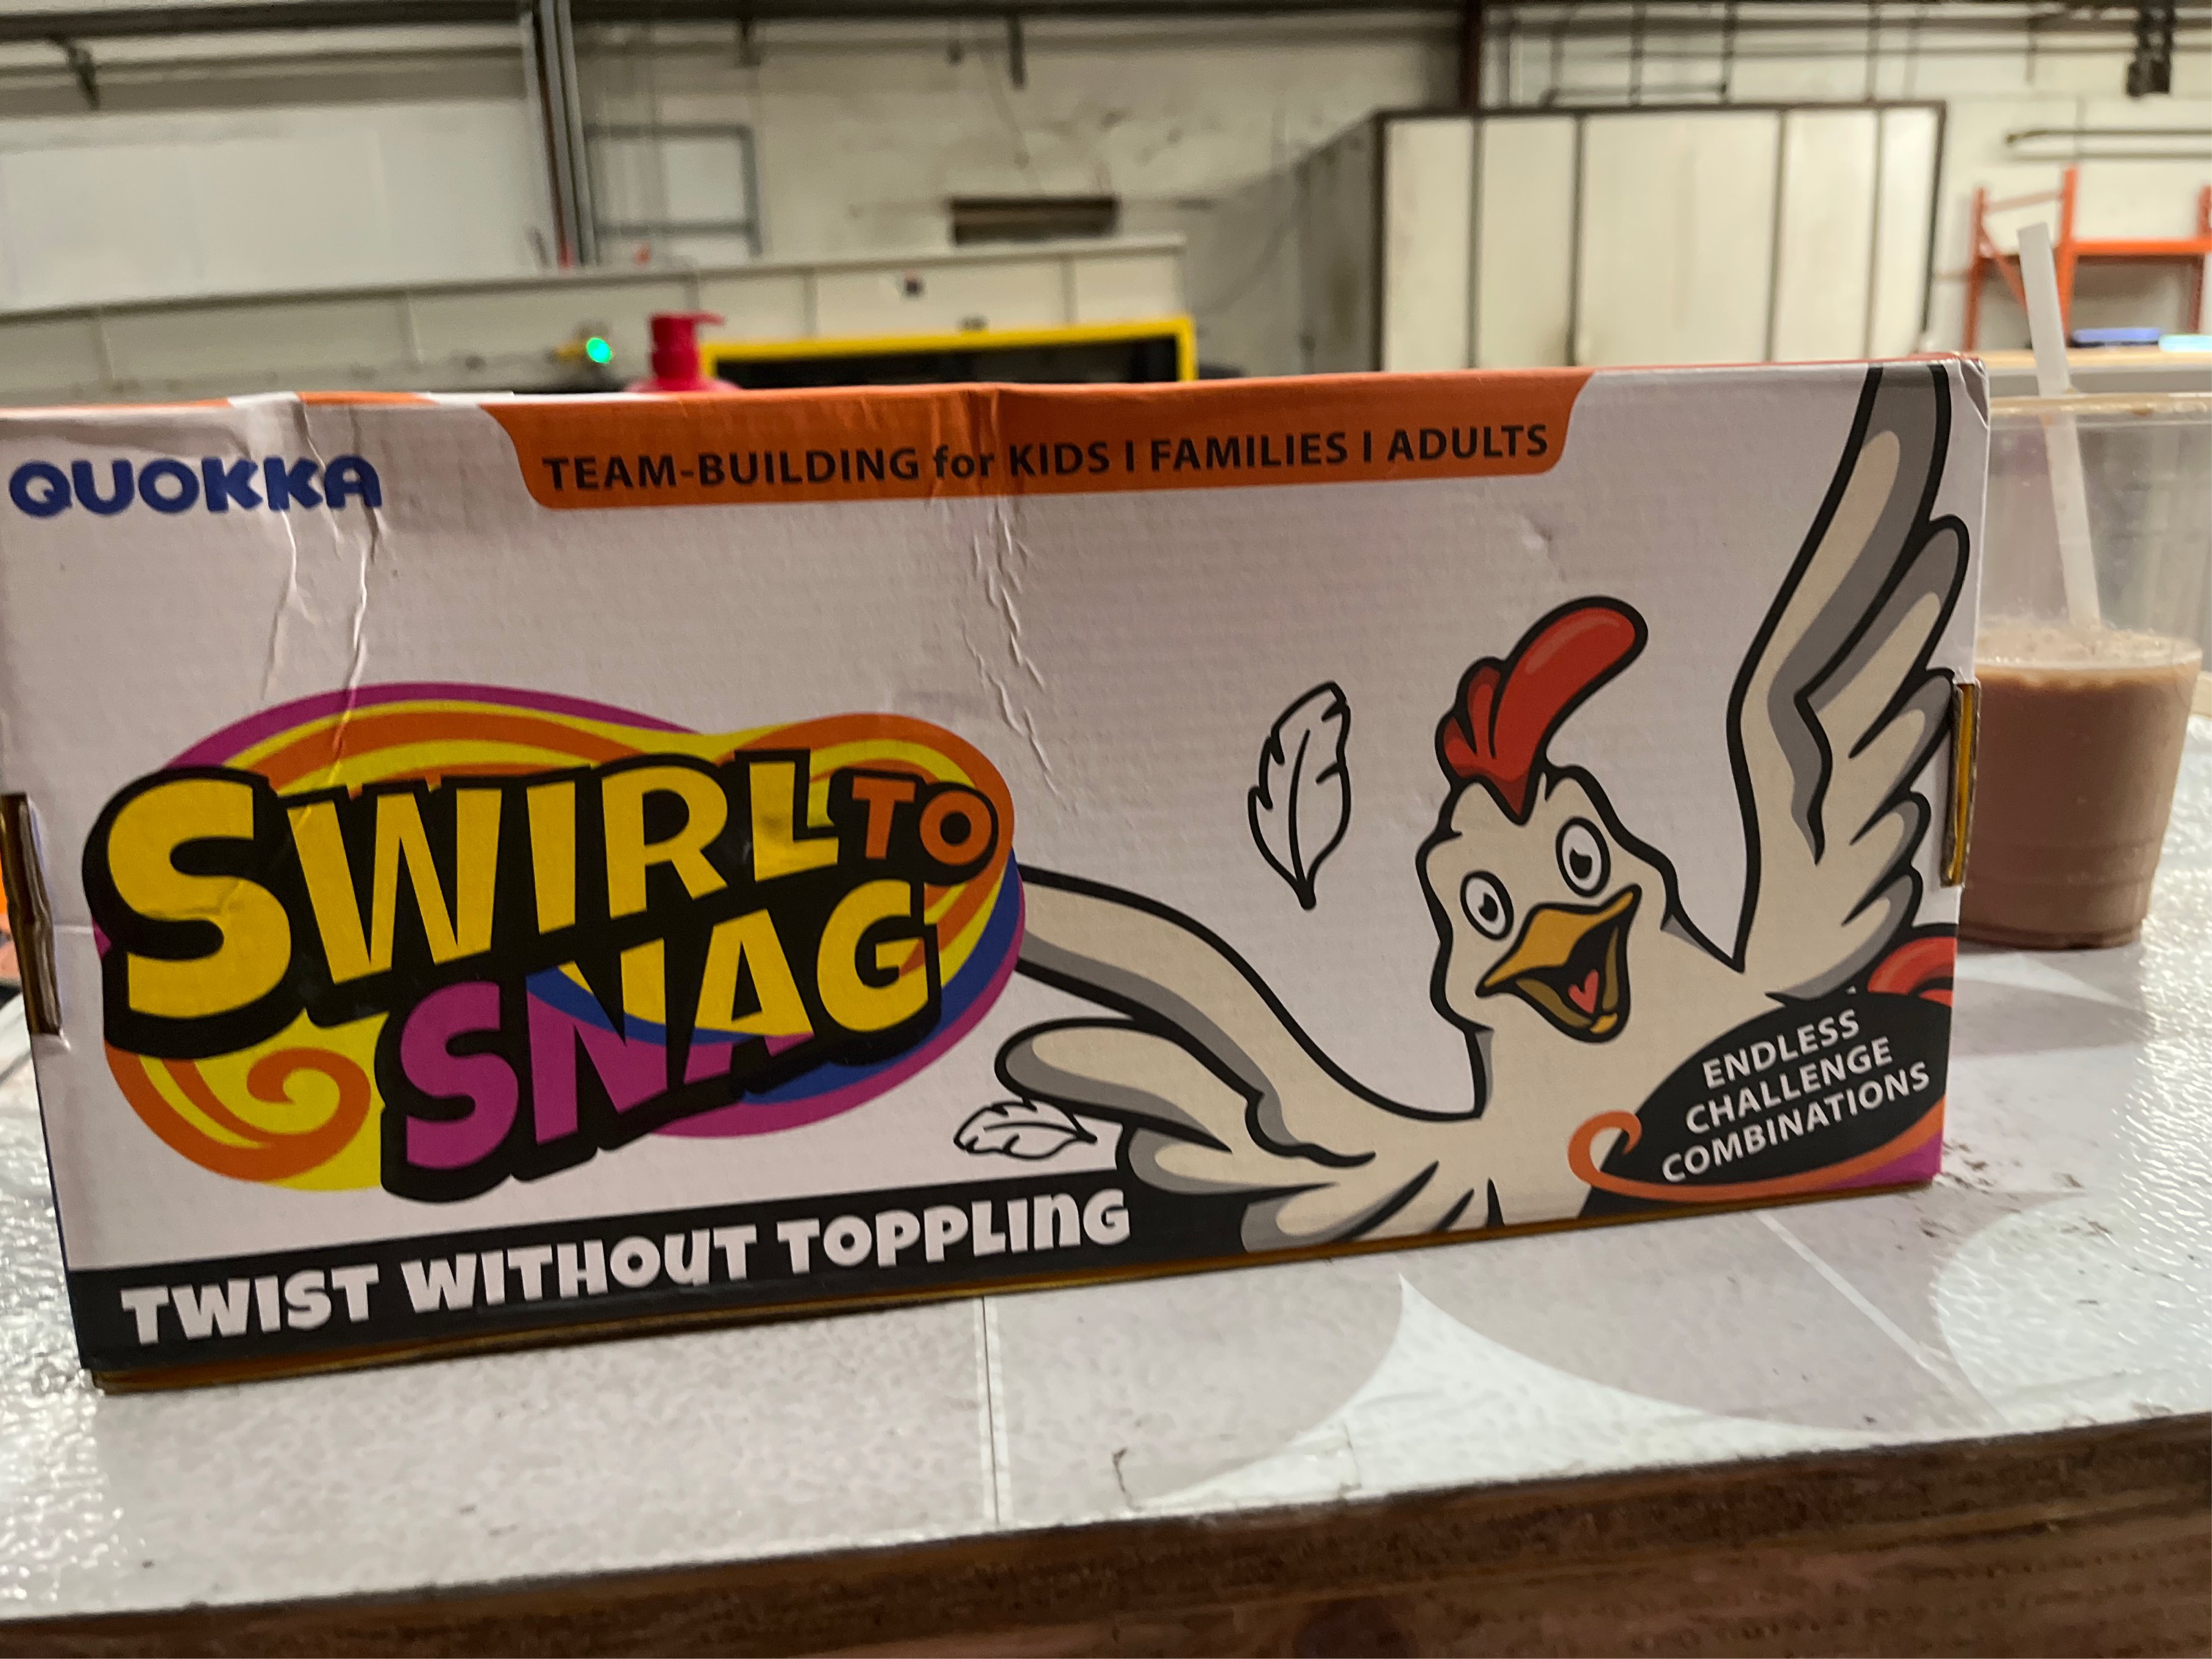 QUOKKA
TEAM-BUILDING for KIDS | FAMILIES | ADULTS
SWIRL TO
SNAG
TWIST WITHOUT TOPPLING
ENDLESS
CHALLENGE
COMBINATIONS